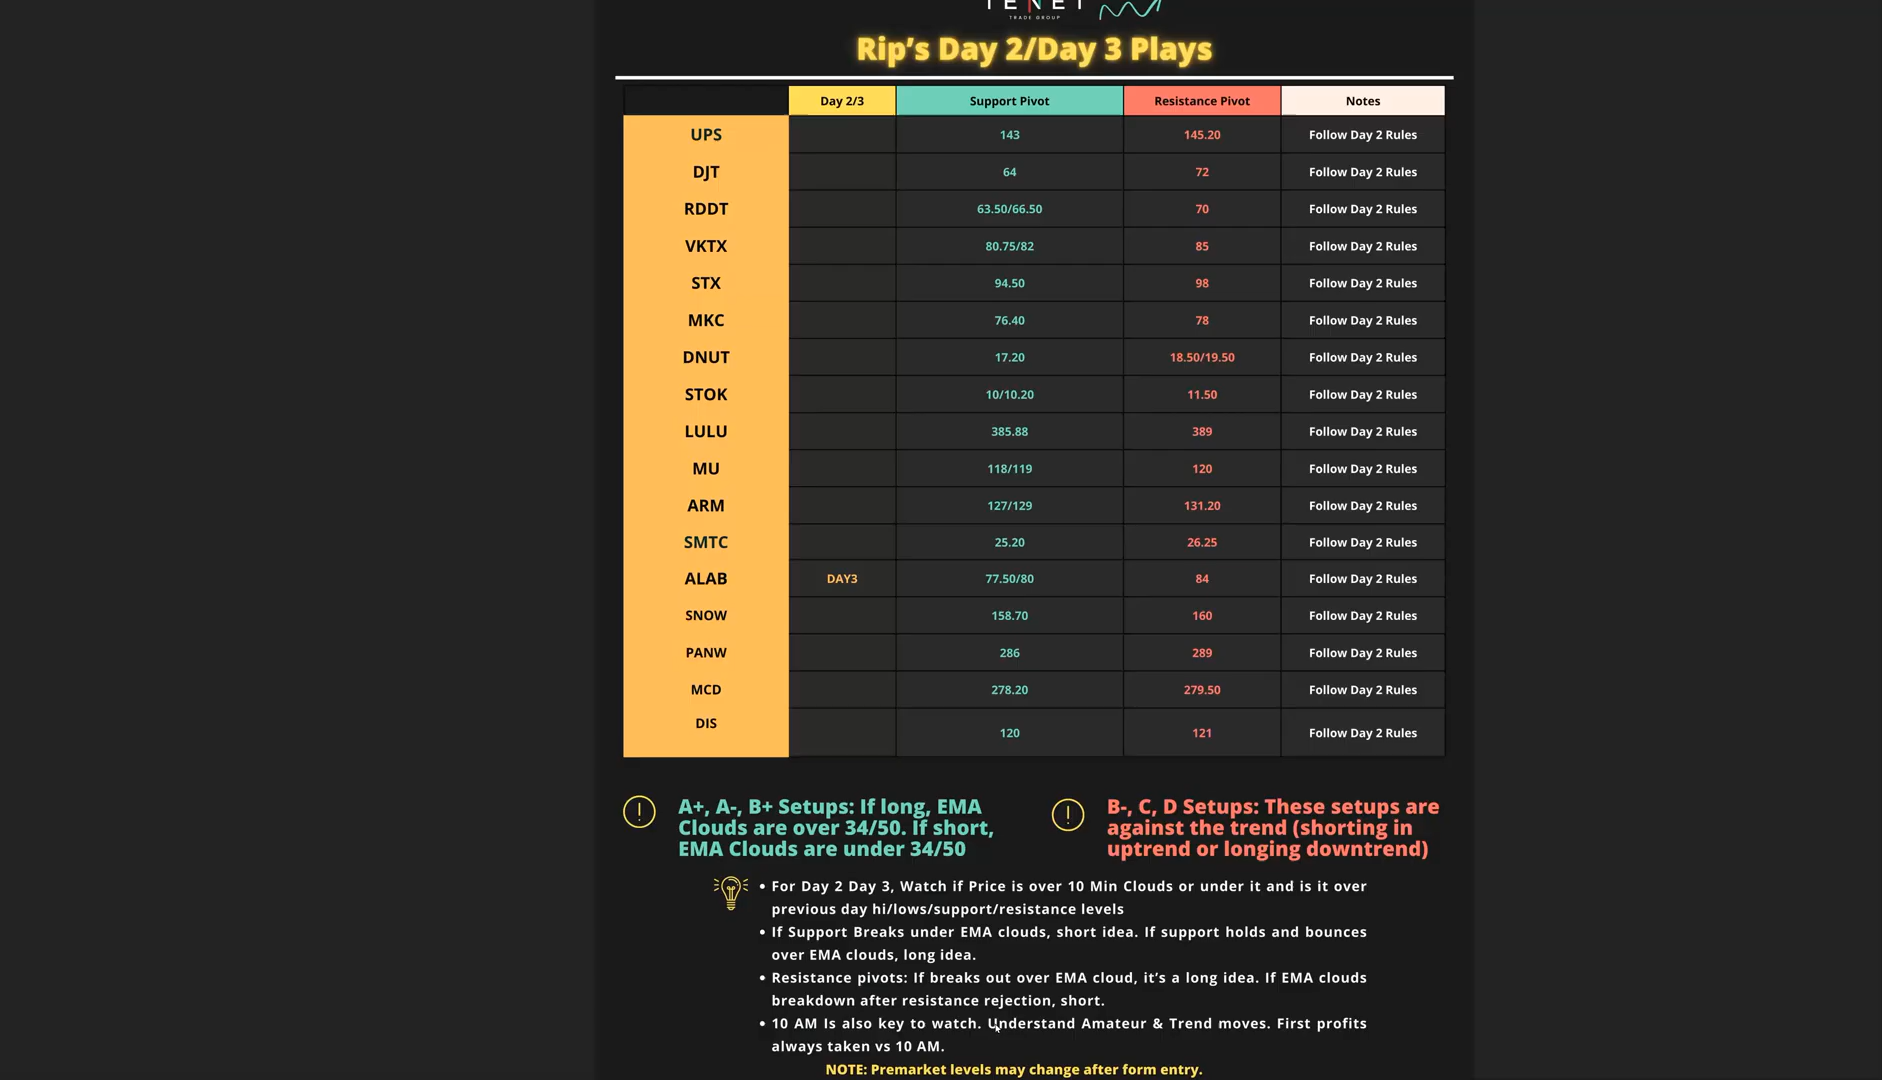 TENET
TRADE GROUP
Rip’s Day 2/Day 3 Plays
Day 2/3 Support Pivot Resistance Pivot Notes
UPS 143 145.20 Follow Day 2 Rules
DJT 64 72 Follow Day 2 Rules
RDDT 63.50/66.50 70 Follow Day 2 Rules
VKTX 80.75/82 85 Follow Day 2 Rules
STX 94.50 98 Follow Day 2 Rules
MKC 76.40 78 Follow Day 2 Rules
DNUT 17.20 18.50/19.50 Follow Day 2 Rules
STOK 10/10.20 11.50 Follow Day 2 Rules
LULU 385.88 389 Follow Day 2 Rules
MU 118/119 120 Follow Day 2 Rules
ARM 127/129 131.20 Follow Day 2 Rules
SMTC 25.20 26.25 Follow Day 2 Rules
ALAB DAY3 77.50/80 84 Follow Day 2 Rules
SNOW 158.70 160 Follow Day 2 Rules
PANW 286 289 Follow Day 2 Rules
MCD 278.20 279.50 Follow Day 2 Rules
DIS 120 121 Follow Day 2 Rules
A+, A-, B+ Setups: If long, EMA
Clouds are over 34/50. If short,
EMA Clouds are under 34/50
B-, C, D Setups: These setups are
against the trend (shorting in
uptrend or longing downtrend)
• For Day 2 Day 3, Watch if Price is over 10 Min Clouds or under it and is it over
previous day hi/lows/support/resistance levels
• If Support Breaks under EMA clouds, short idea. If support holds and bounces
over EMA clouds, long idea.
• Resistance pivots: If breaks out over EMA cloud, it’s a long idea. If EMA clouds
breakdown after resistance rejection, short.
• 10 AM Is also key to watch. Understand Amateur & Trend moves. First profits
always taken vs 10 AM.
NOTE: Premarket levels may change after form entry.